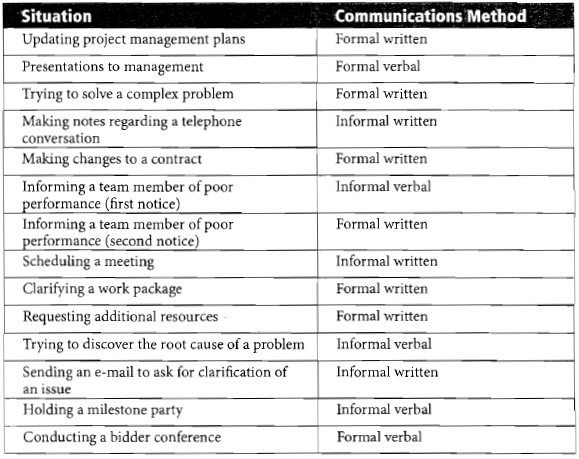 Situation Communications Method
Updating project management plans Formal written
Presentations to management Formal verbal
Trying to solve a complex problem Formal written
Making notes regarding a telephone Informal written
conversation
Making changes to a contract Formal written
Informing a team member of poor Informal verbal
performance (first notice)
Informing a team member of poor Formal written
performance (second notice)
Scheduling a meeting Informal written
Clarifying a work package Formal written
Requesting additional resources Formal written
Trying to discover the root cause of a problem Informal verbal
Sending an e-mail to ask for clarification of Informal written
an issue
Holding a milestone party Informal verbal
Conducting a bidder conference Formal verbal